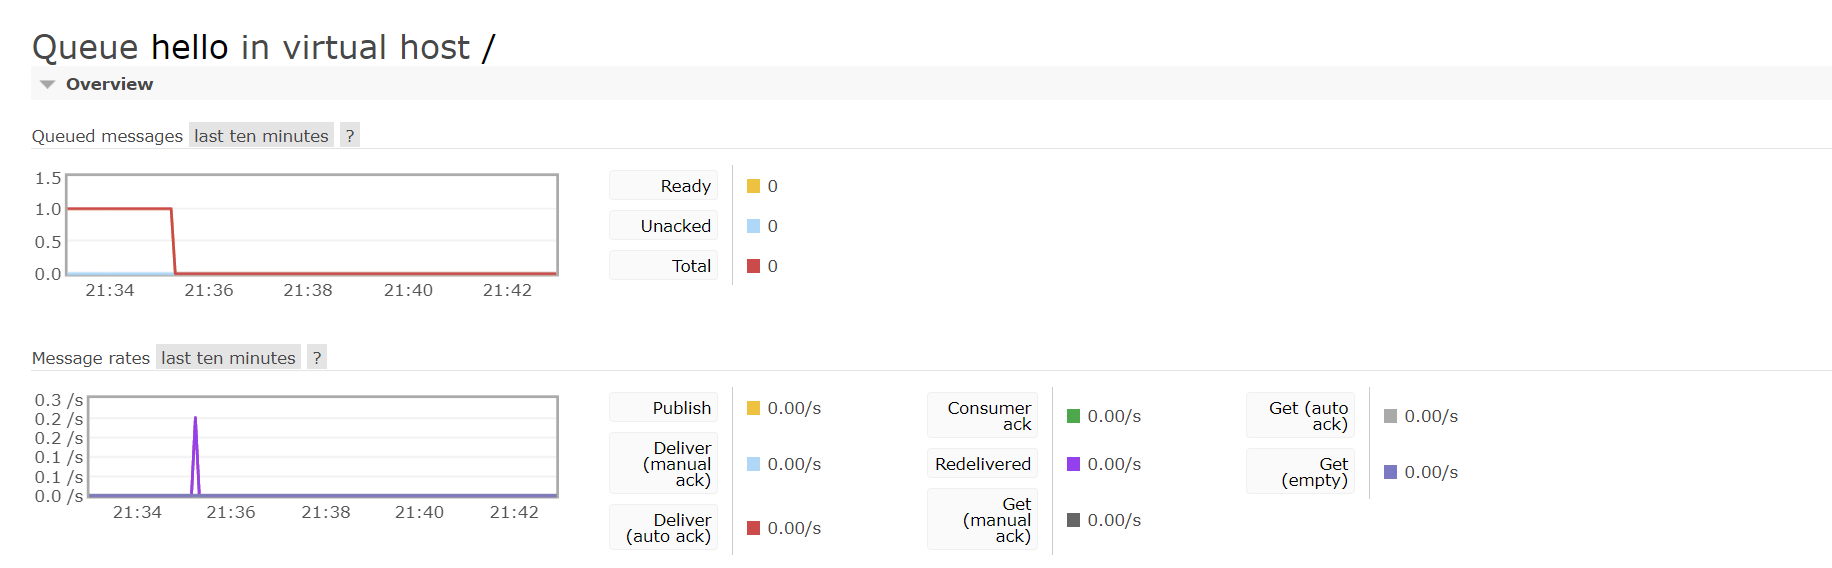 Queue hello in virtual host /
Overview
Queued messages last ten minutes ?
1.5
1.0
0.5
0.0
21:34 21:36 21:38 21:40 21:42
Ready 0
Unacked 0
Total 0
Message rates last ten minutes ?
0.3 /s
0.2 /s
0.2 /s
0.1 /s
0.1 /s
0.0 /s
21:34 21:36 21:38 21:40 21:42
Publish 0.00/s
Deliver
(manual
ack) 0.00/s
Deliver
(auto ack) 0.00/s
Consumer
ack 0.00/s
Redelivered 0.00/s
Get
(manual
ack) 0.00/s
Get (auto
ack) 0.00/s
Get
(empty) 0.00/s